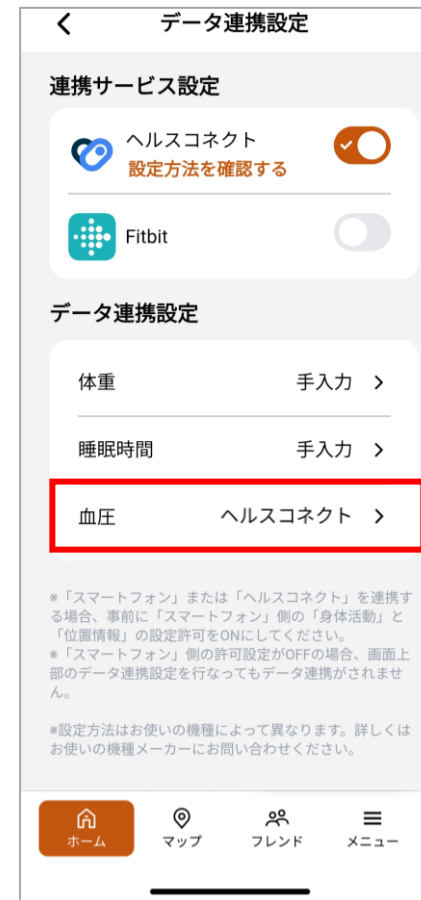 データ連携設定
連携サービス設定
ヘルスコネクト
設定方法を確認する
Fitbit
データ連携設定
体重 手入力
睡眠時間 手入力
血圧 ヘルスコネクト
※「スマートフォン」または「ヘルスコネクト」を連携す
る場合、事前に「スマートフォン」側の「身体活動」と
「位置情報」の設定許可をONにしてください。
※「スマートフォン」側の許可設定がOFFの場合、画面上
部のデータ連携設定を行なってもデータ連携がされませ
ん。
※設定方法はお使いの機種によって異なります。詳しくは
お使いの機種メーカーにお問い合わせください。
ホーム マップ フレンド メニュー